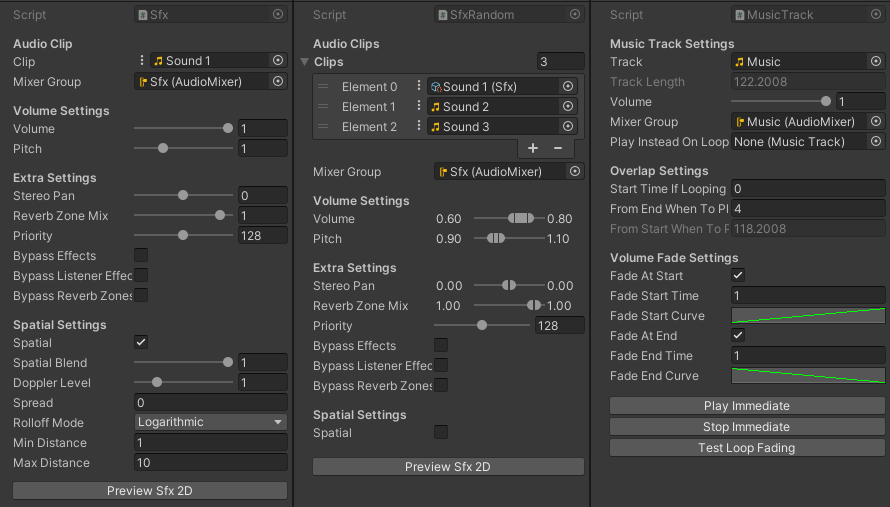 Script Sfx
Audio Clip
Clip Sound 1
Mixer Group Sfx (AudioMixer)
Volume Settings
Volume 1
Pitch 1
Extra Settings
Stereo Pan 0
Reverb Zone Mix 1
Priority 128
Bypass Effects
Bypass Listener Effec
Bypass Reverb Zones
Spatial Settings
Spatial
Spatial Blend 1
Doppler Level 1
Spread 0
Rolloff Mode Logarithmic
Min Distance 1
Max Distance 10
Preview Sfx 2D
Script SfxRandom
Audio Clips
Clips 3
Element 0 Sound 1 (Sfx)
Element 1 Sound 2
Element 2 Sound 3
+ −
Mixer Group Sfx (AudioMixer)
Volume Settings
Volume 0.60 0.80
Pitch 0.90 1.10
Extra Settings
Stereo Pan 0.00 0.00
Reverb Zone Mix 1.00 1.00
Priority 128
Bypass Effects
Bypass Listener Effec
Bypass Reverb Zones
Spatial Settings
Spatial
Preview Sfx 2D
Script MusicTrack
Music Track Settings
Track Music
Track Length 122.2008
Volume 1
Mixer Group Music (AudioMixer)
Play Instead On Loop None (Music Track)
Overlap Settings
Start Time If Looping 0
From End When To Pl 4
From Start When To P 118.2008
Volume Fade Settings
Fade At Start
Fade Start Time 1
Fade Start Curve
Fade At End
Fade End Time 1
Fade End Curve
Play Immediate
Stop Immediate
Test Loop Fading